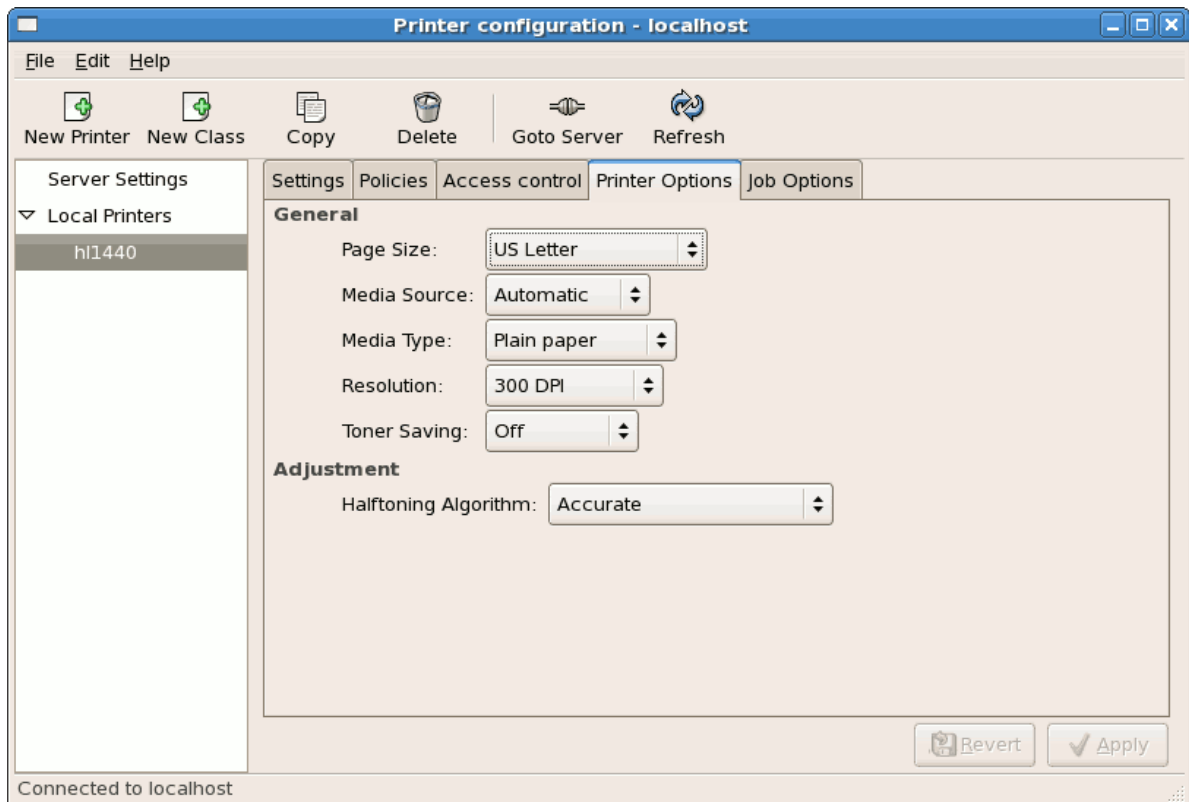 Printer configuration - localhost
File Edit Help
New Printer New Class Copy Delete Goto Server Refresh
Server Settings
Local Printers
hl1440
Settings Policies Access control Printer Options Job Options
General
Page Size: US Letter
Media Source: Automatic
Media Type: Plain paper
Resolution: 300 DPI
Toner Saving: Off
Adjustment
Halftoning Algorithm: Accurate
Revert Apply
Connected to localhost